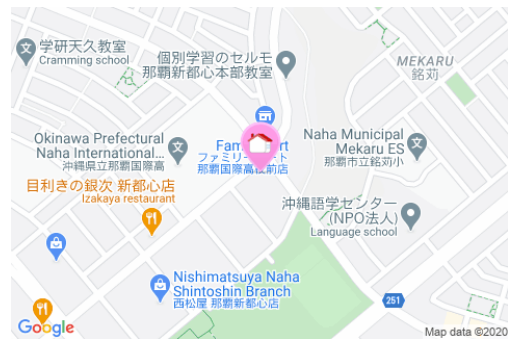 学研天久教室
Cramming school
個別学習のセルモ
那覇新都心本部教室
MEKARU
銘苅
Okinawa Prefectural
Naha International...
沖縄県立那覇国際高
ファミリーマート
那覇国際高校前店
Naha Municipal
Mekaru ES
那覇市立銘苅小
目利きの銀次 新都心店
Izakaya restaurant
沖縄語学センター
(NPO法人)
Language school
Nishimatsuya Naha
Shintoshin Branch
西松屋 那覇新都心店
251
Google
Map data ©2020